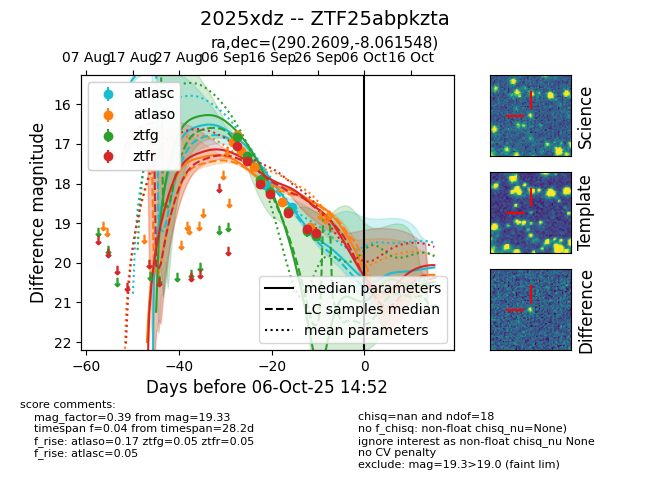 2025xdz -- ZTF25abpkzta
ra,dec=(290.2609,-8.061548)
07 Aug 17 Aug 27 Aug 06 Sep 16 Sep 26 Sep 06 Oct 16 Oct
atlasc
atlaso
ztfg
ztfr
16
17
18
19
20
21
22
Difference magnitude
median parameters
LC samples median
mean parameters
−60 −40 −20 0
Days before 06-Oct-25 14:52
Science
Template
Difference
score comments:
mag_factor=0.39 from mag=19.33
timespan f=0.04 from timespan=28.2d
f_rise: atlaso=0.17 ztfg=0.05 ztfr=0.05
f_rise: atlasc=0.05
chisq=nan and ndof=18
no f_chisq: non-float chisq_nu=None)
ignore interest as non-float chisq_nu None
no CV penalty
exclude: mag=19.3>19.0 (faint lim)